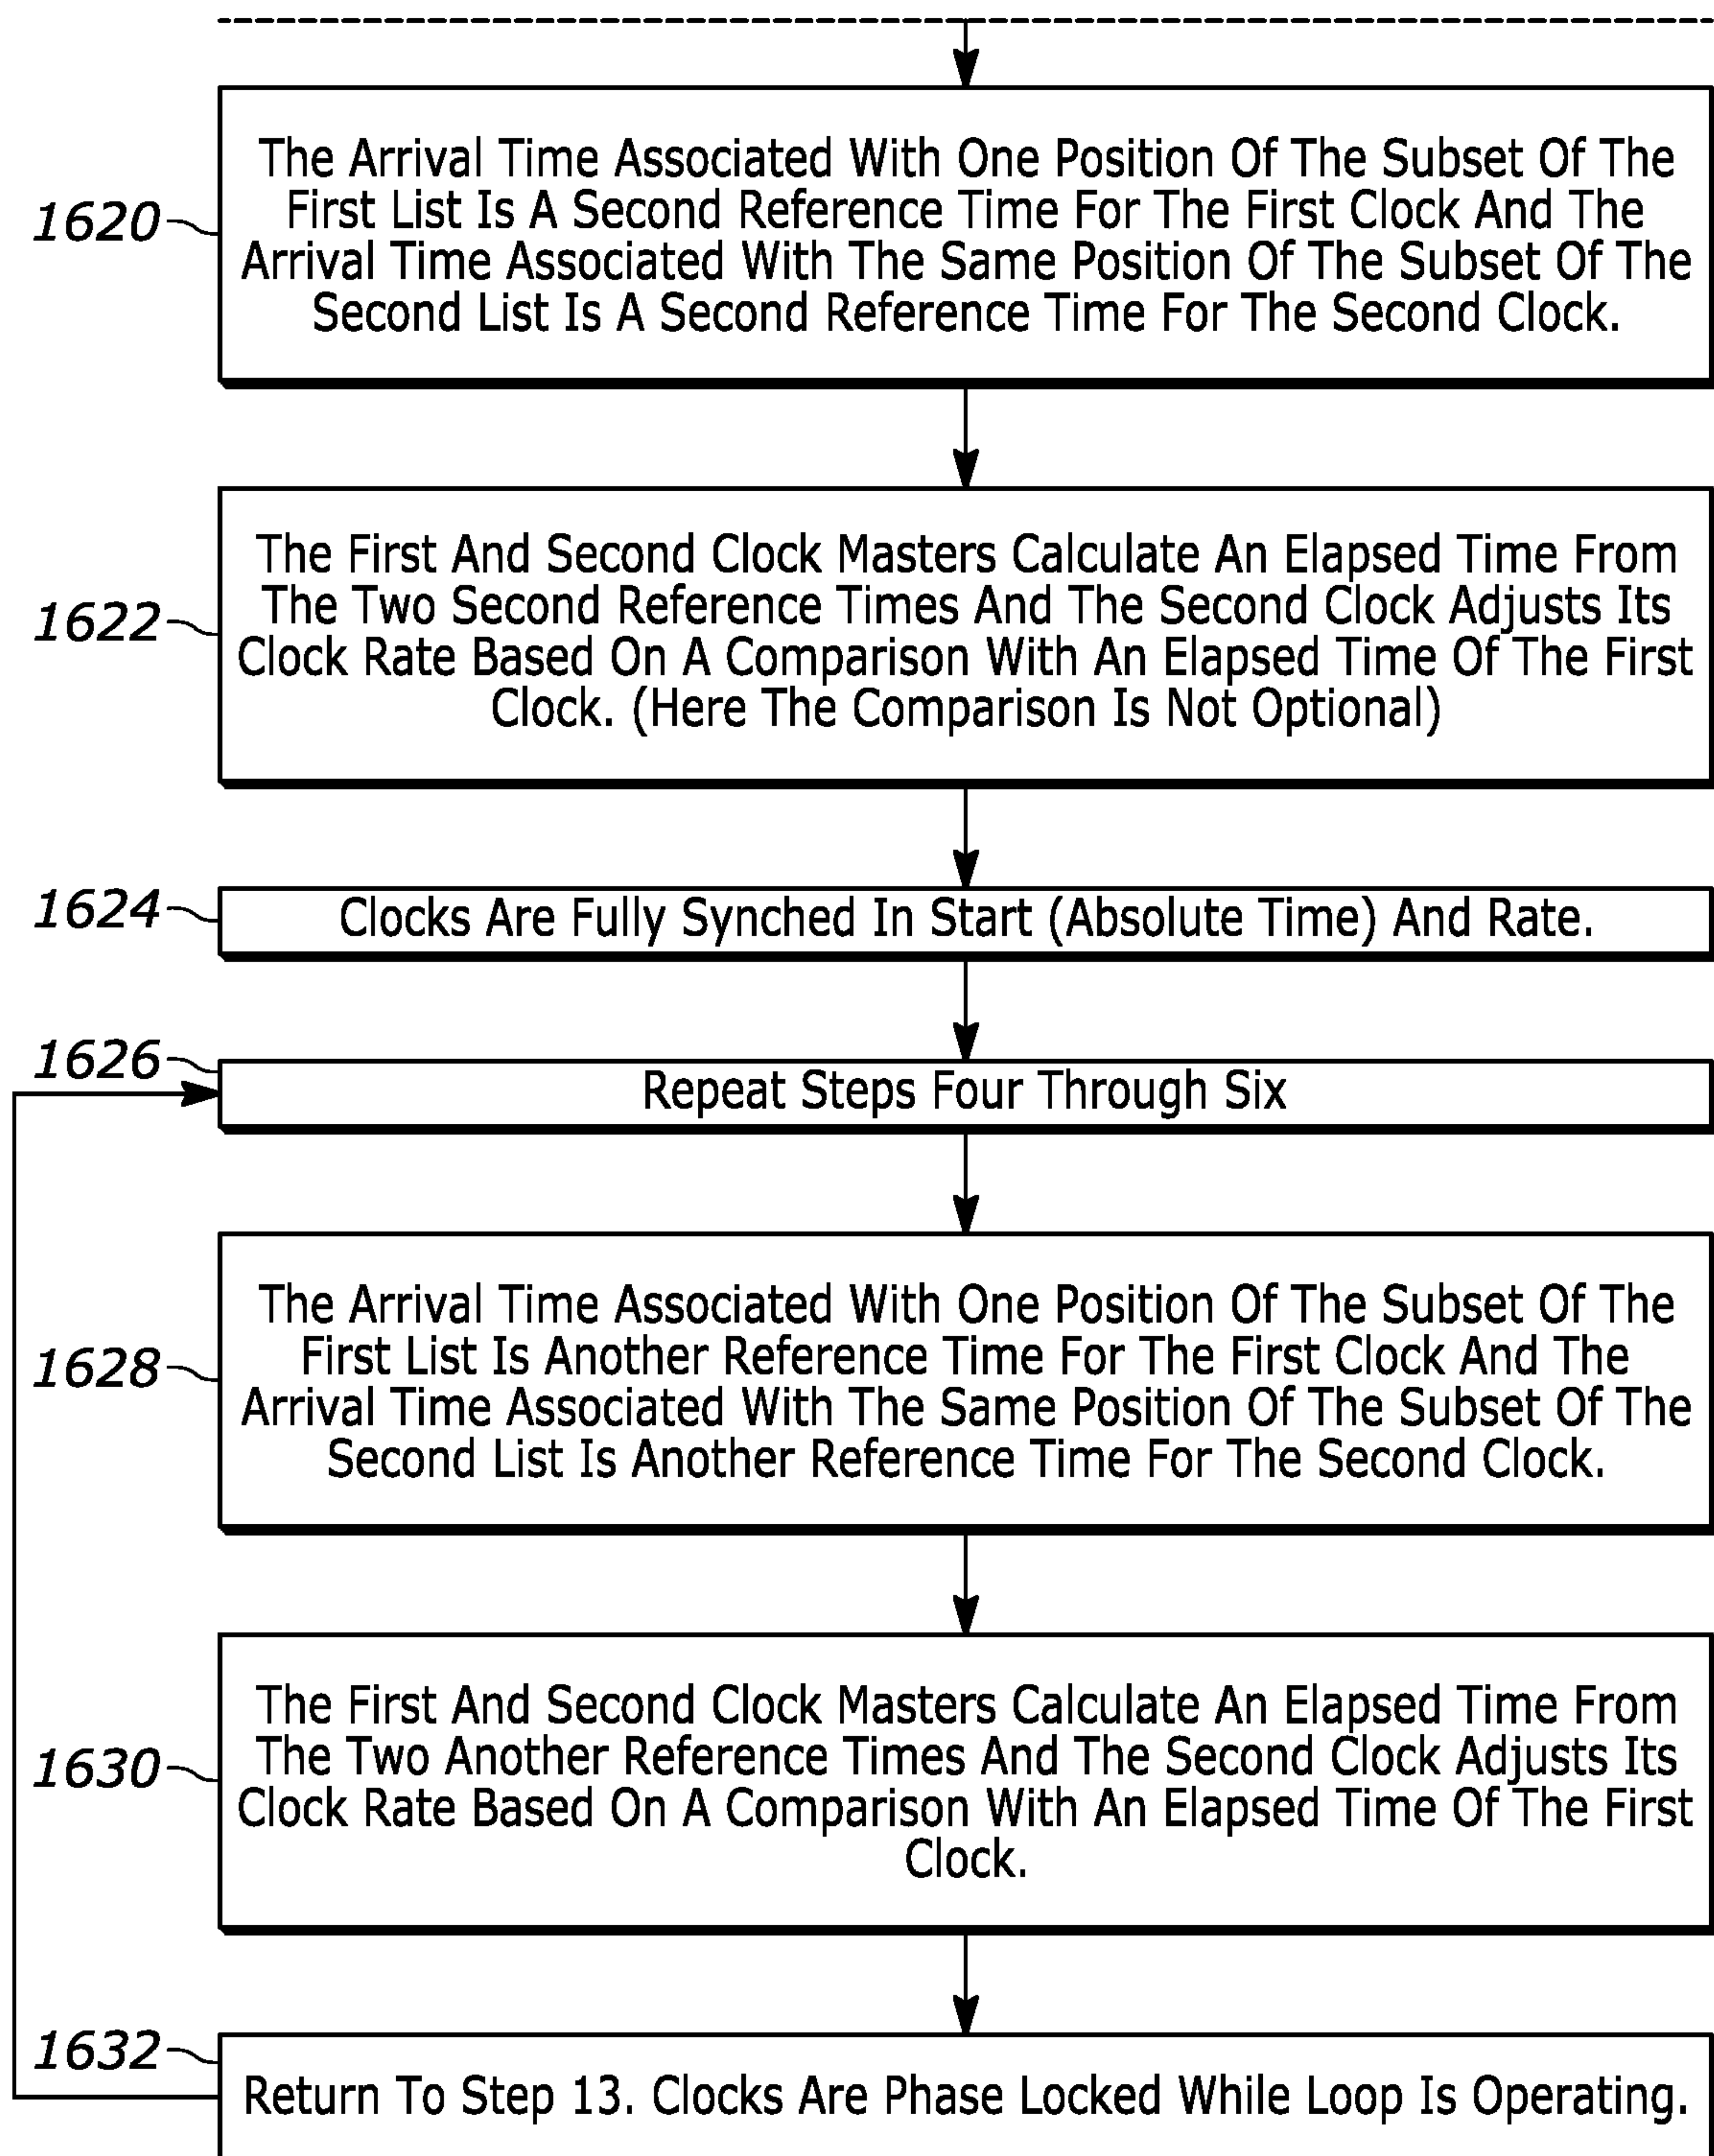 The Arrival Time Associated With One Position Of The Subset Of The
First List Is A Second Reference Time For The First Clock And The
1620
Arrival Time Associated With The Same Position Of The Subset Of The
Second List Is A Second Reference Time For The Second Clock.
The First And Second Clock Masters Calculate An Elapsed Time From
The Two Second Reference Times And The Second Clock Adjusts Its
1622
Clock Rate Based On A Comparison With An Elapsed Time Of The First
Clock. (Here The Comparison Is Not Optional)
1624
Clocks Are Fully Synched In Start (Absolute Time) And Rate.
1626
Repeat Steps Four Through Six
The Arrival Time Associated With One Position Of The Subset Of The
First List Is Another Reference Time For The First Clock And The
1628
Arrival Time Associated With The Same Position Of The Subset Of The
Second List Is Another Reference Time For The Second Clock.
The First And Second Clock Masters Calculate An Elapsed Time From
The Two Another Reference Times And The Second Clock Adjusts Its
1630
Clock Rate Based On A Comparison With An Elapsed Time Of The First
Clock.
1632
Return To Step 13. Clocks Are Phase Locked While Loop Is Operating.